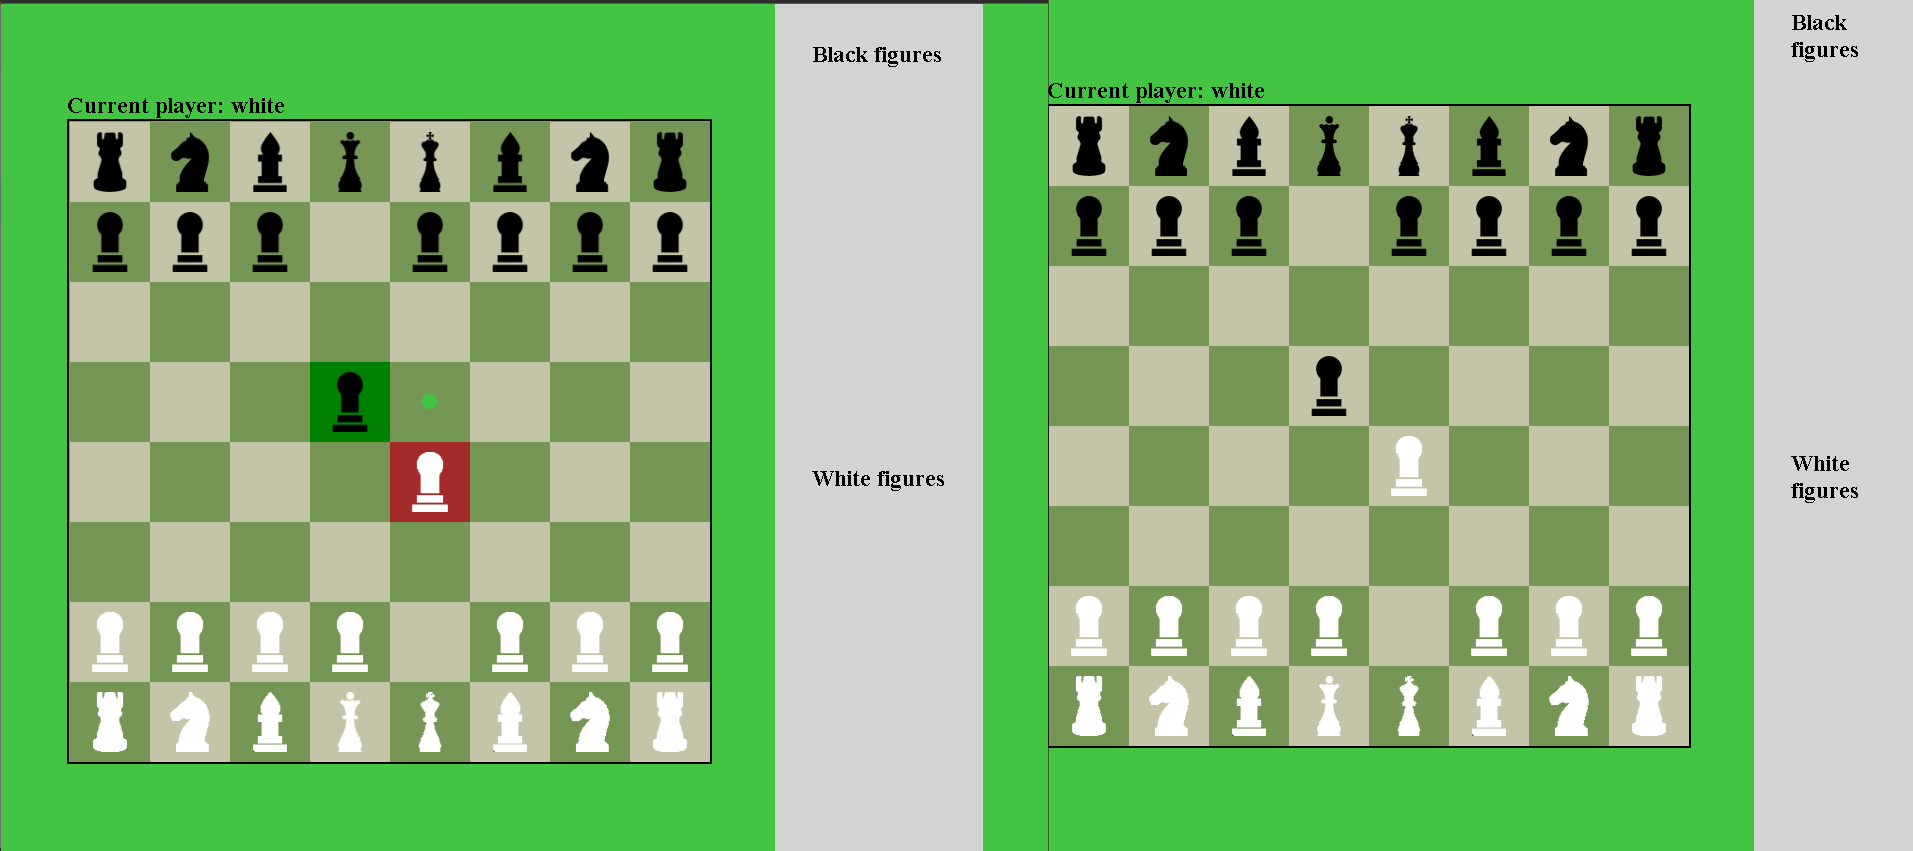 Black figures
Current player: white
White figures
Black
figures
Current player: white
White
figures